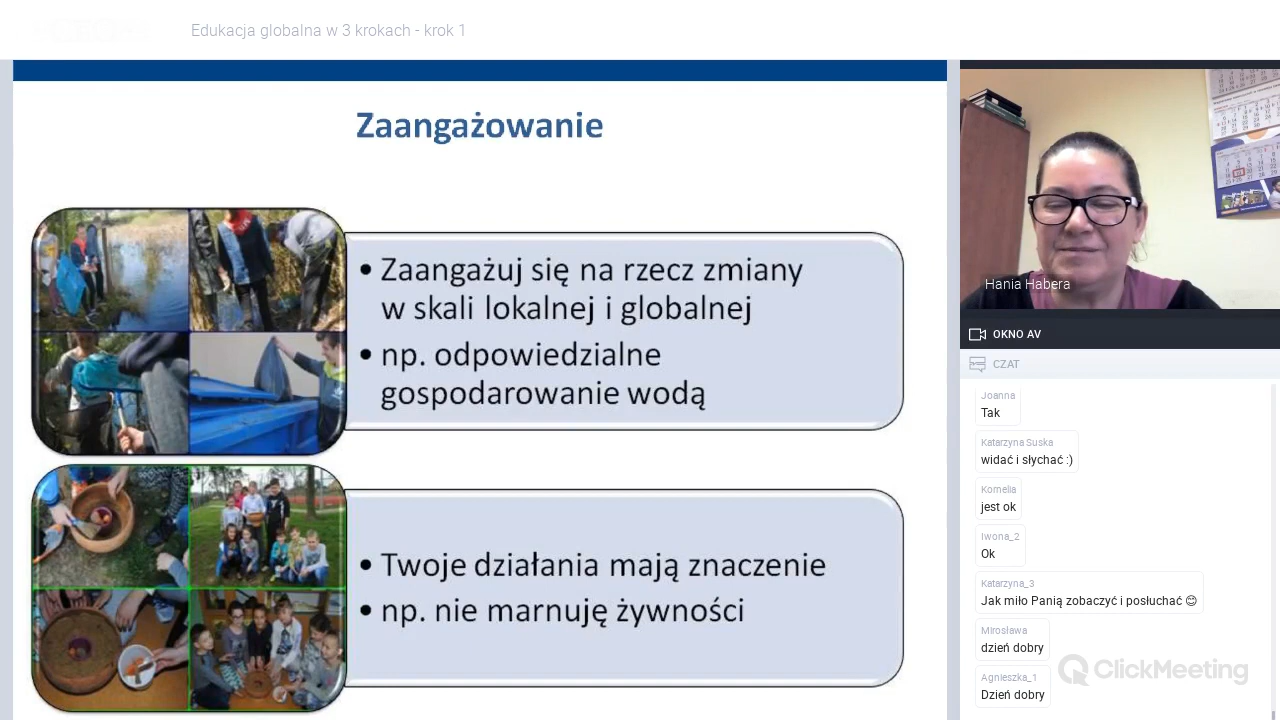 Edukacja globalna w 3 krokach - krok 1
Zaangażowanie
• Zaangażuj się na rzecz zmiany
w skali lokalnej i globalnej
• np. odpowiedzialne
gospodarowanie wodą
• Twoje działania mają znaczenie
• np. nie marnuję żywności
Hania Habera
OKNO AV
CZAT
Joanna
Tak
Katarzyna Suska
widać i słychać :)
Kornelia
jest ok
Iwona_2
Ok
Katarzyna_3
Jak miło Panią zobaczyć i posłuchać 😊
Mirosława
dzień dobry
Agnieszka_1
Dzień dobry
ClickMeeting